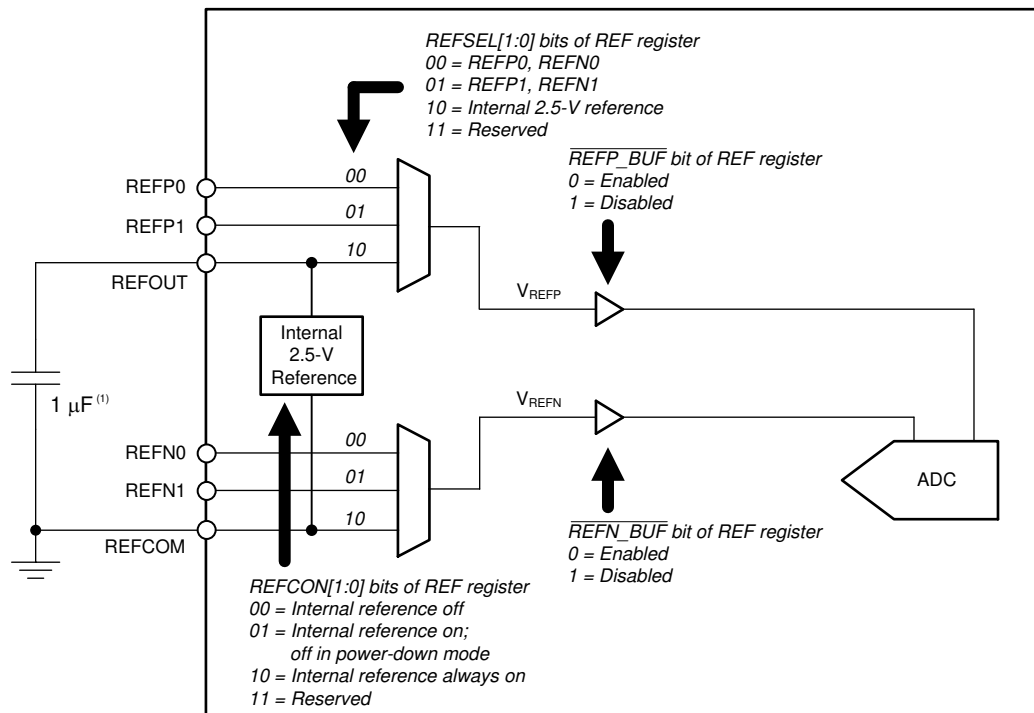 REFSEL[1:0] bits of REF register
00 = REFP0, REFN0
01 = REFP1, REFN1
10 = Internal 2.5-V reference
11 = Reserved
REFP_BUF bit of REF register
0 = Enabled
1 = Disabled
REFP0
00
REFP1
01
REFOUT
10
VREFP
Internal
2.5-V
Reference
1 μF(1)
VREFN
REFN0
00
REFN1
01
REFCOM
10
ADC
REFN_BUF bit of REF register
0 = Enabled
1 = Disabled
REFCON[1:0] bits of REF register
00 = Internal reference off
01 = Internal reference on;
off in power-down mode
10 = Internal reference always on
11 = Reserved